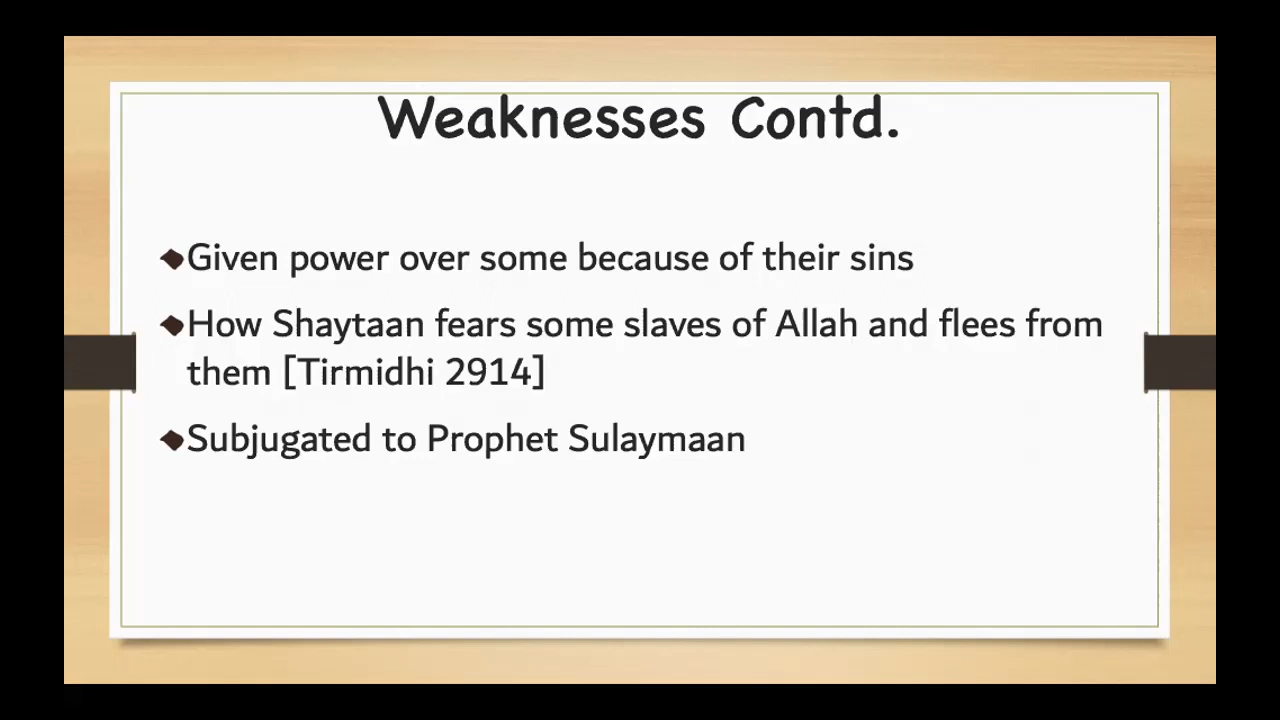 Weaknesses Contd.
Given power over some because of their sins
How Shaytaan fears some slaves of Allah and flees from
them [Tirmidhi 2914]
Subjugated to Prophet Sulaymaan